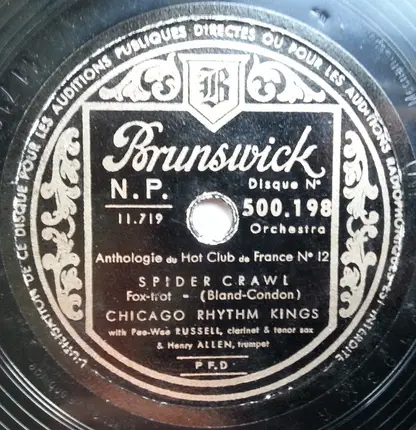 L'UTILISATION DE CE DISQUE POUR LES AUDITIONS PUBLIQUES DIRECTES OU POUR LES AUDITIONS RADIOPHONIQUES EST INTERDITE
B
Brunswick
N.P. Disque N°
11.719 500.198
Orchestra
Anthologie du Hot Club de France N° 12
SPIDER CRAWL
Fox-trot - (Bland-Condon)
CHICAGO RHYTHM KINGS
with Pee-Wee RUSSELL, clarinet & tenor sax
& Henry ALLEN, trumpet
P F.D